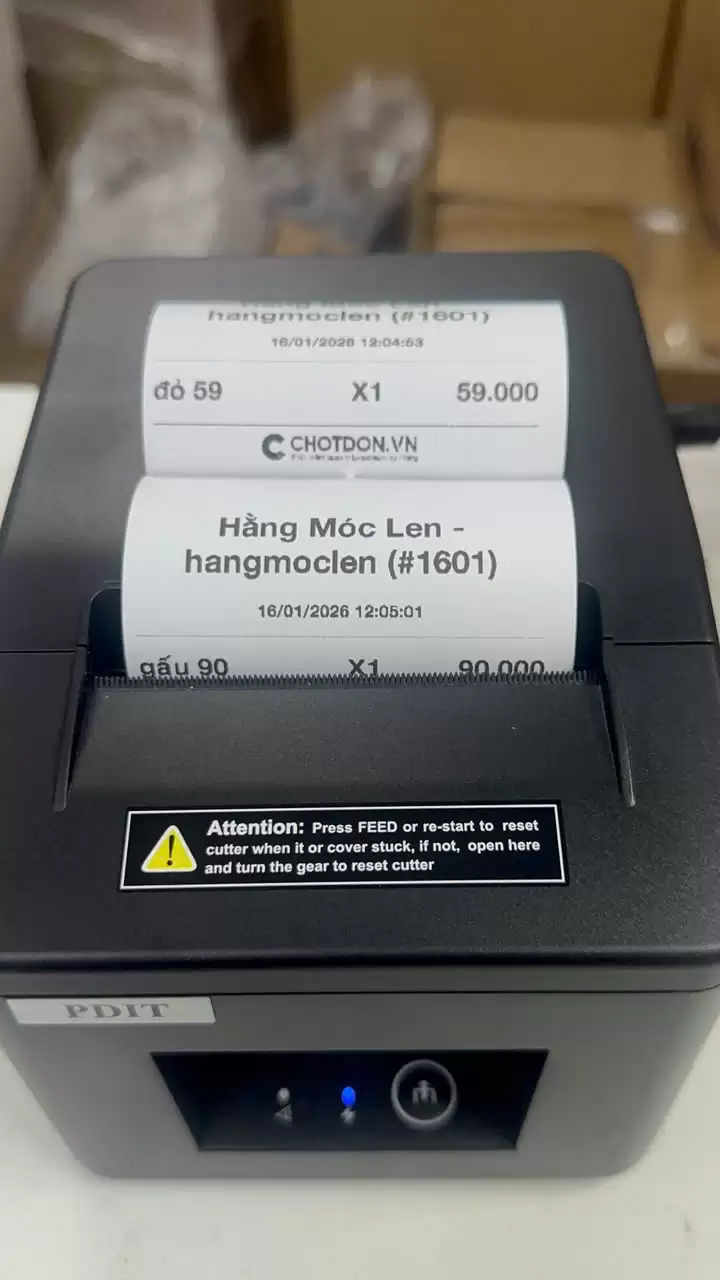 hangmoclen (#1601)
16/01/2026 12:04:53
đỏ 59 X1 59.000
CHOTDON.VN
Hằng Móc Len -
hangmoclen (#1601)
16/01/2026 12:05:01
gấu 90 X1 90.000
Attention: Press FEED or re-start to reset
cutter when it or cover stuck, if not, open here
and turn the gear to reset cutter
PDIT